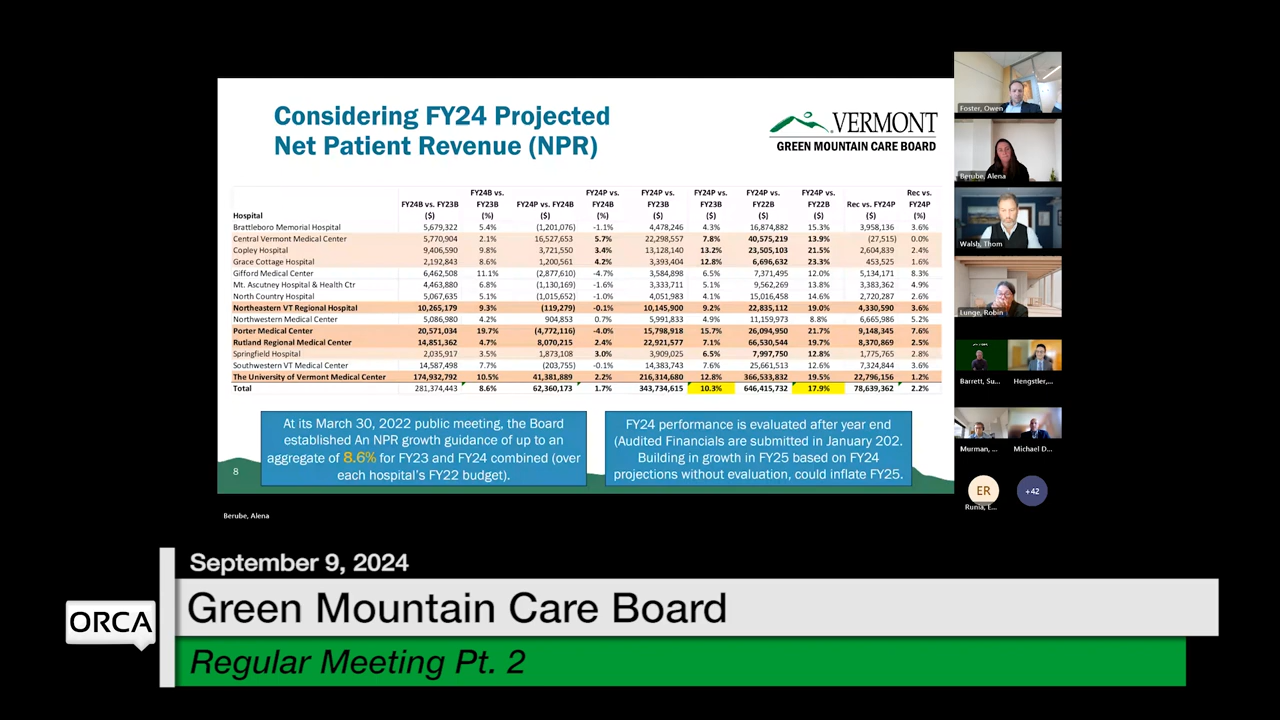 Considering FY24 Projected
Net Patient Revenue (NPR)
VERMONT
GREEN MOUNTAIN CARE BOARD
Hospital FY24B vs. FY23B ($) FY24B vs. FY23B (%) FY24P vs. FY24B ($) FY24P vs. FY24B (%) FY24P vs. FY23B ($) FY24P vs. FY23B ($) FY24P vs. FY22B ($) FY24P vs. FY22B (%) Rec vs. FY24P ($) Rec vs. FY24P (%)
Brattleboro Memorial Hospital 5,679,322 5.4% (1,201,076) -1.1% 4,478,246 4.3% 16,874,882 15.3% 3,958,136 3.6%
Central Vermont Medical Center 5,770,904 2.1% 16,527,653 5.7% 22,298,557 7.8% 40,575,219 13.9% (27,515) 0.0%
Copley Hospital 9,406,590 9.8% 3,721,550 3.4% 13,128,140 13.2% 23,505,103 21.5% 2,604,839 2.4%
Grace Cottage Hospital 2,192,843 8.6% 1,200,561 4.2% 3,393,404 12.8% 6,696,632 23.3% 453,525 1.6%
Gifford Medical Center 6,462,508 11.1% (2,877,610) -4.7% 3,584,898 6.5% 7,371,495 12.0% 5,134,171 8.3%
Mt. Ascutney Hospital & Health Ctr 4,463,880 6.8% (1,130,169) -1.6% 3,333,711 5.1% 9,562,269 13.8% 3,383,362 4.9%
North Country Hospital 5,067,635 5.1% (1,015,652) -1.0% 4,051,983 4.1% 15,016,458 14.6% 2,720,287 2.6%
Northeastern VT Regional Hospital 10,265,179 9.3% (119,279) -0.1% 10,145,900 9.2% 22,835,112 19.0% 4,330,590 3.6%
Northwestern Medical Center 5,086,980 4.2% 904,853 0.7% 5,991,833 4.9% 11,159,973 8.8% 6,665,986 5.2%
Porter Medical Center 20,571,034 19.7% (4,772,116) -4.0% 15,798,918 15.7% 26,094,950 21.7% 9,148,345 7.6%
Rutland Regional Medical Center 14,851,362 4.7% 8,070,215 2.4% 22,921,577 7.1% 66,530,544 19.7% 8,370,869 2.5%
Springfield Hospital 2,035,917 3.5% 1,873,108 3.0% 3,909,025 6.5% 7,997,750 12.8% 1,775,765 2.8%
Southwestern VT Medical Center 14,587,498 7.7% (203,755) -0.1% 14,383,743 7.6% 25,661,513 12.6% 7,324,844 3.6%
The University of Vermont Medical Center 174,932,792 10.5% 41,381,889 2.2% 216,314,680 12.8% 366,533,832 19.5% 22,796,156 1.2%
Total 281,374,443 8.6% 62,360,173 1.7% 343,734,615 10.3% 646,415,732 17.9% 78,639,362 2.2%
At its March 30, 2022 public meeting, the Board
established An NPR growth guidance of up to an
aggregate of 8.6% for FY23 and FY24 combined (over
each hospital's FY22 budget).
FY24 performance is evaluated after year end
(Audited Financials are submitted in January 202.
Building in growth in FY25 based on FY24
projections without evaluation, could inflate FY25.
8
Foster, Owen
Berube, Alena
Walsh, Thom
Lunge, Robin
Barrett, Su... Hengstler,...
Murman, ... Michael D...
ER +42
Runia, E...
Berube, Alena
September 9, 2024
ORCA
Green Mountain Care Board
Regular Meeting Pt. 2